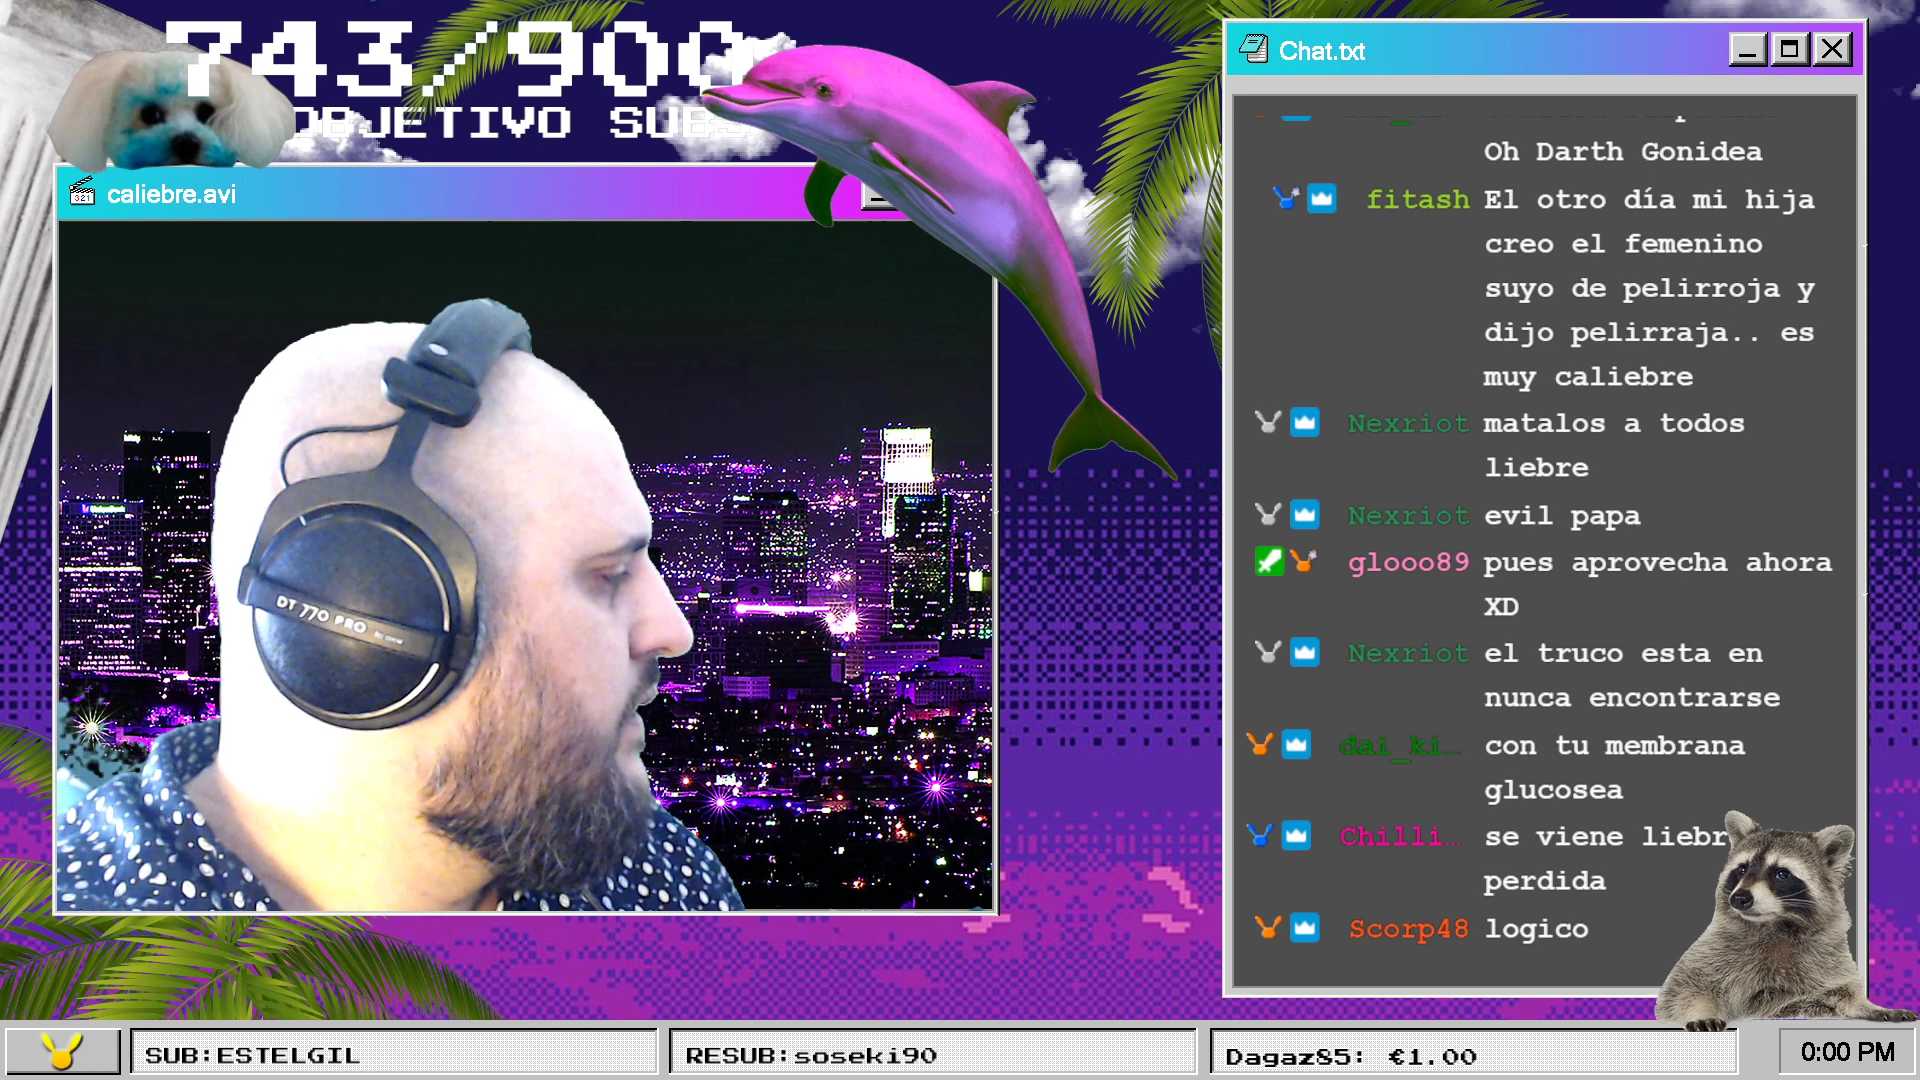 743/900
OBJETIVO SUBS
caliebre.avi
DT 770 PRO
Chat.txt
Oh Darth Gonidea
fitash El otro día mi hija
creo el femenino
suyo de pelirroja y
dijo pelirraja.. es
muy caliebre
Nexriot matalos a todos
liebre
Nexriot evil papa
glooo89 pues aprovecha ahora
XD
Nexriot el truco esta en
nunca encontrarse
dai_ki… con tu membrana
glucosea
Chilli… se viene liebr
perdida
Scorp48 logico
SUB:ESTELGIL
RESUB:soseki90
Dagaz85: €1.00
0:00 PM